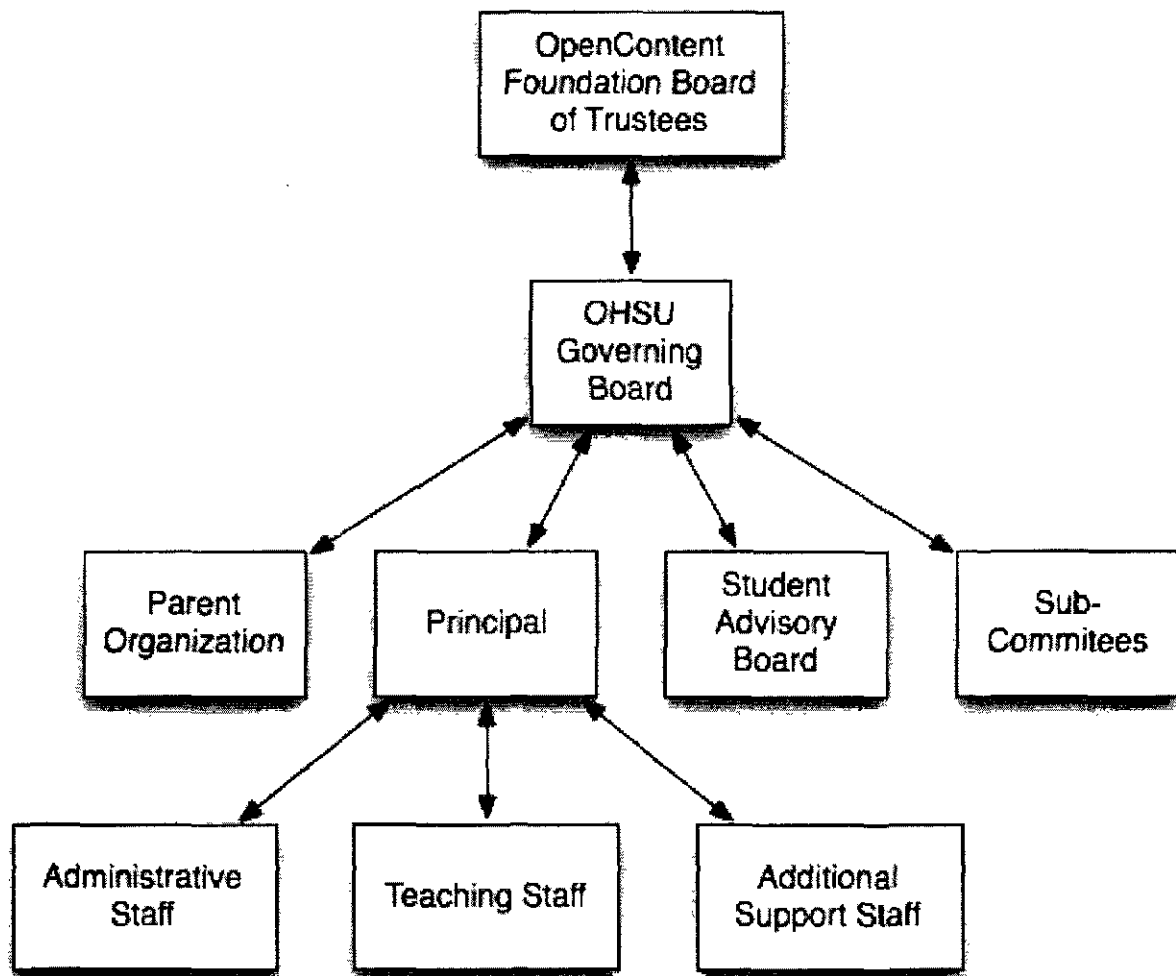 OpenContent
Foundation Board
of Trustees
OHSU
Governing
Board
Parent
Organization
Principal
Student
Advisory
Board
Sub-
Commitees
Administrative
Staff
Teaching Staff
Additional
Support Staff